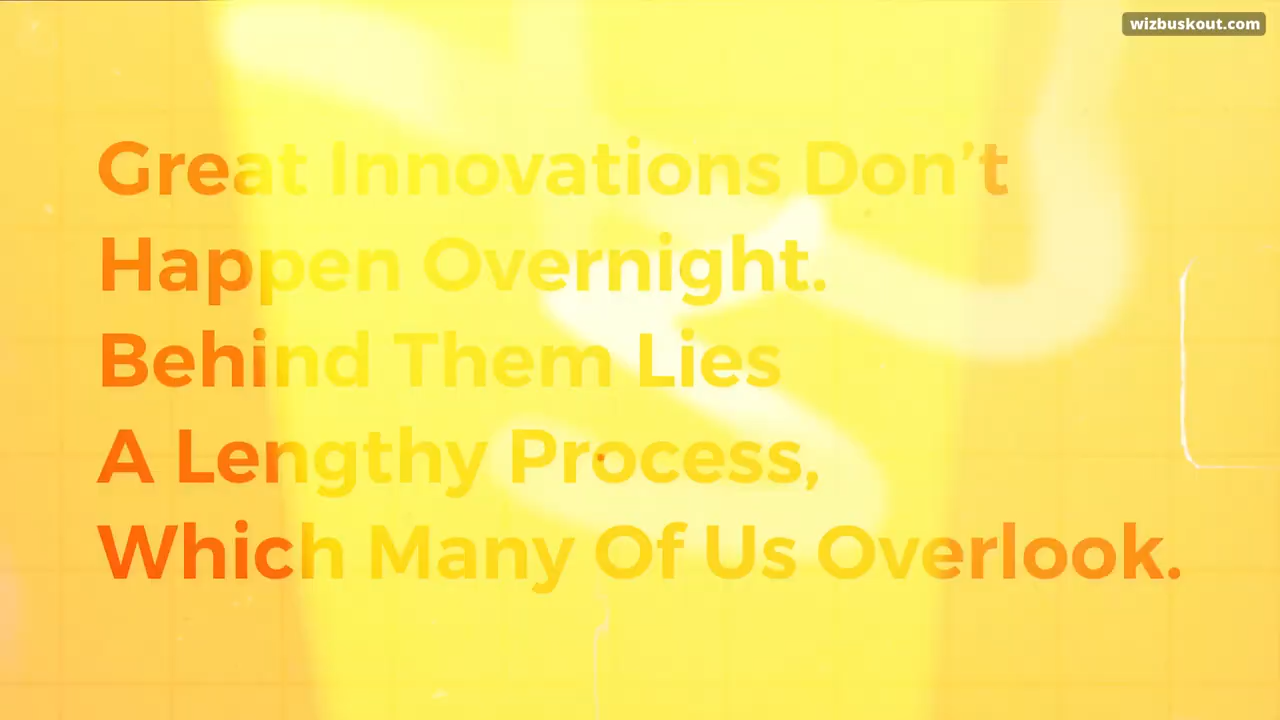 wizbuskout.com
Great Innovations Don’t
Happen Overnight.
Behind Them Lies
A Lengthy Process,
Which Many Of Us Overlook.